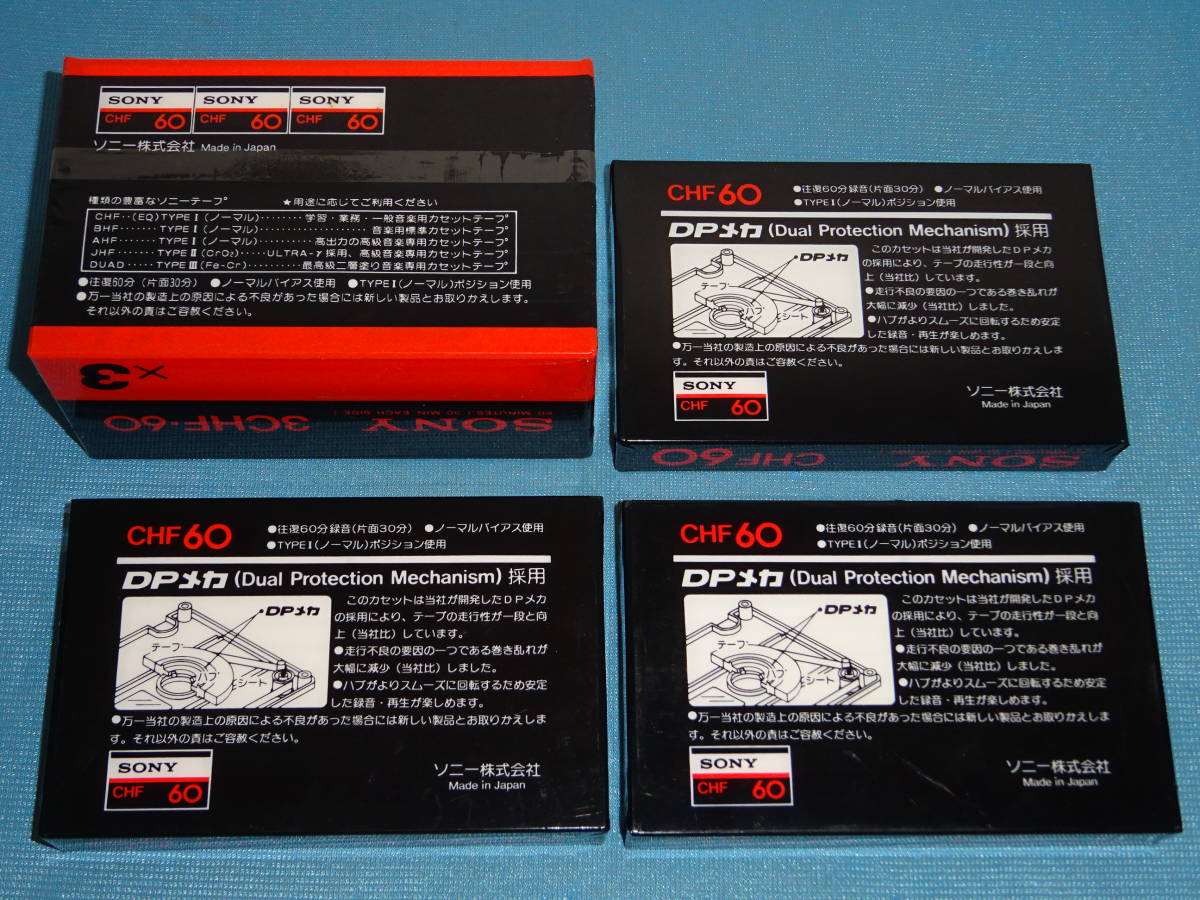 SONY SONY SONY
CHF 60 CHF 60 CHF 60
ソニー株式会社 Made in Japan
種類の豊富なソニーテープ ★用途に応じてご利用ください
CHF‥(EQ)TYPE I (ノーマル)‥‥‥学習・業務・一般音楽用カセットテープ
BHF‥‥‥TYPE I (ノーマル)‥‥‥‥‥‥‥音楽用標準カセットテープ
AHF‥‥‥TYPE I (ノーマル)‥‥‥‥高出力の高級音楽専用カセットテープ
JHF‥‥‥TYPE II (CrO₂)‥‥‥ULTRA-γ採用、高級音楽専用カセットテープ
DUAD‥‥‥TYPE III (Fe-Cr)‥‥‥‥最高級二層塗り音楽専用カセットテープ
●往復60分(片面30分) ●ノーマルバイアス使用 ●TYPE I (ノーマル)ポジション使用
●万一当社の製造上の原因による不良があった場合には新しい製品とお取りかえします。
それ以外の責はご容赦ください。
×3
60 MINUTES (30 MIN. EACH SIDE)
SONY 3CHF·60
CHF60
●往復60分録音(片面30分) ●ノーマルバイアス使用
●TYPE I (ノーマル)ポジション使用
DPメカ (Dual Protection Mechanism) 採用
DPメカ
テープ
ハブ
シート
このカセットは当社が開発したDPメカ
の採用により、テープの走行性が一段と向
上(当社比)しています。
●走行不良の要因の一つである巻き乱れが
大幅に減少(当社比)しました。
●ハブがよりスムーズに回転するため安定
した録音・再生が楽しめます。
●万一当社の製造上の原因による不良があった場合には新しい製品とお取りかえしま
す。それ以外の責はご容赦ください。
SONY
CHF 60
ソニー株式会社
Made in Japan
SONY CHF60
CHF60
●往復60分録音(片面30分) ●ノーマルバイアス使用
●TYPE I (ノーマル)ポジション使用
DPメカ (Dual Protection Mechanism) 採用
DPメカ
テープ
ハブ
シート
このカセットは当社が開発したDPメカ
の採用により、テープの走行性が一段と向
上(当社比)しています。
●走行不良の要因の一つである巻き乱れが
大幅に減少(当社比)しました。
●ハブがよりスムーズに回転するため安定
した録音・再生が楽しめます。
●万一当社の製造上の原因による不良があった場合には新しい製品とお取りかえしま
す。それ以外の責はご容赦ください。
SONY
CHF 60
ソニー株式会社
Made in Japan
CHF60
●往復60分録音(片面30分) ●ノーマルバイアス使用
●TYPE I (ノーマル)ポジション使用
DPメカ (Dual Protection Mechanism) 採用
DPメカ
テープ
ハブ
シート
このカセットは当社が開発したDPメカ
の採用により、テープの走行性が一段と向
上(当社比)しています。
●走行不良の要因の一つである巻き乱れが
大幅に減少(当社比)しました。
●ハブがよりスムーズに回転するため安定
した録音・再生が楽しめます。
●万一当社の製造上の原因による不良があった場合には新しい製品とお取りかえしま
す。それ以外の責はご容赦ください。
SONY
CHF 60
ソニー株式会社
Made in Japan